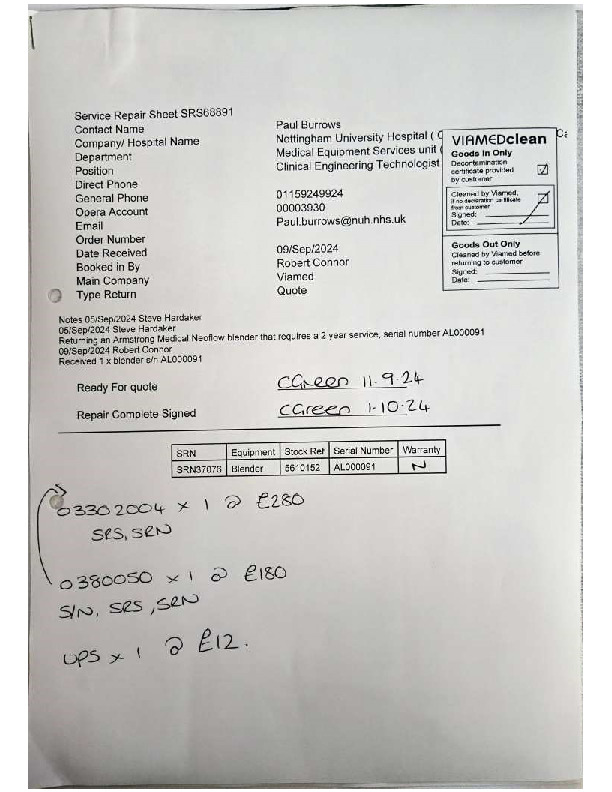 Service Repair Sheet SRS68891
Contact Name Paul Burrows
Company/ Hospital Name Nottingham University Hospital (
Department Medical Equipment Services unit (
Position Clinical Engineering Technologist
Direct Phone
General Phone 01159249924
Opera Account 00003930
Email Paul.burrows@nuh.nhs.uk
Order Number
Date Received 09/Sep/2024
Booked in By Robert Connor
Main Company Viamed
Type Return Quote
VIAMEDclean
Goods In Only
Decontamination
certificate provided
by customer
Cleaned by Viamed,
if no declaration certificate
from customer
Signed:
Date:
Goods Out Only
Cleaned by Viamed before
returning to customer
Signed:
Date:
Notes 05/Sep/2024 Steve Hardaker
05/Sep/2024 Steve Hardaker
Returning an Armstrong Medical Neoflow blender that requires a 2 year service, serial number AL000091
09/Sep/2024 Robert Connor
Received 1 x blender s/n AL000091
Ready For quote CGreen 11.9.24
Repair Complete Signed CGreen 1.10.24
SRN Equipment Stock Ref Serial Number Warranty
SRN37076 Blender 5610152 AL000091 N
03302004 x 1 @ £280
SRS, SRN
0380050 x 1 @ £180
S/N, SRS, SRN
UPS x 1 @ £12.